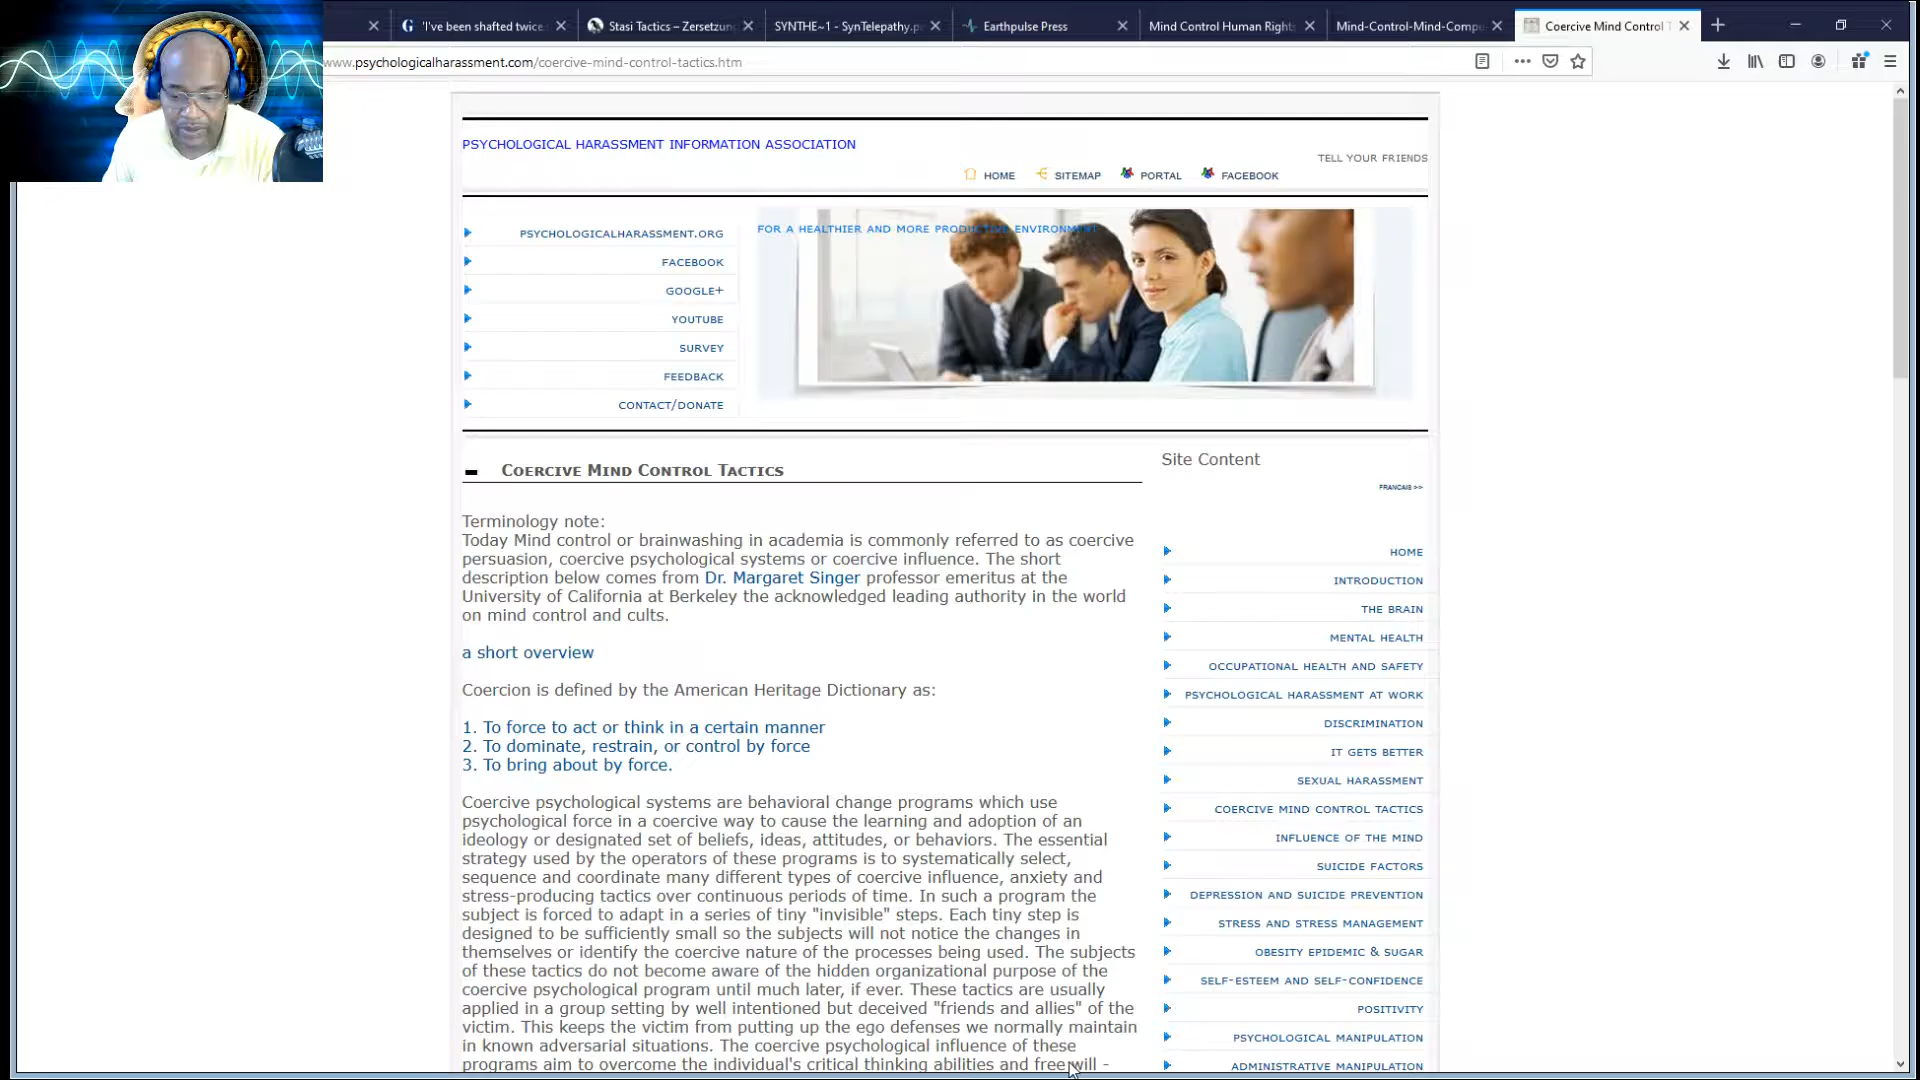 'I've been shafted twice
Stasi Tactics – Zersetzung
SYNTHE~1 - SynTelepathy.p
Earthpulse Press
Mind Control Human Rights
Mind-Control-Mind-Compu
Coercive Mind Control T
www.psychologicalharassment.com/coercive-mind-control-tactics.htm
PSYCHOLOGICAL HARASSMENT INFORMATION ASSOCIATION
TELL YOUR FRIENDS
HOME
SITEMAP
PORTAL
FACEBOOK
PSYCHOLOGICALHARASSMENT.ORG
FACEBOOK
GOOGLE+
YOUTUBE
SURVEY
FEEDBACK
CONTACT/DONATE
FOR A HEALTHIER AND MORE PRODUCTIVE ENVIRONMENT
COERCIVE MIND CONTROL TACTICS
Terminology note:
Today Mind control or brainwashing in academia is commonly referred to as coercive
persuasion, coercive psychological systems or coercive influence. The short
description below comes from Dr. Margaret Singer professor emeritus at the
University of California at Berkeley the acknowledged leading authority in the world
on mind control and cults.
a short overview
Coercion is defined by the American Heritage Dictionary as:
1. To force to act or think in a certain manner
2. To dominate, restrain, or control by force
3. To bring about by force.
Coercive psychological systems are behavioral change programs which use
psychological force in a coercive way to cause the learning and adoption of an
ideology or designated set of beliefs, ideas, attitudes, or behaviors. The essential
strategy used by the operators of these programs is to systematically select,
sequence and coordinate many different types of coercive influence, anxiety and
stress-producing tactics over continuous periods of time. In such a program the
subject is forced to adapt in a series of tiny "invisible" steps. Each tiny step is
designed to be sufficiently small so the subjects will not notice the changes in
themselves or identify the coercive nature of the processes being used. The subjects
of these tactics do not become aware of the hidden organizational purpose of the
coercive psychological program until much later, if ever. These tactics are usually
applied in a group setting by well intentioned but deceived "friends and allies" of the
victim. This keeps the victim from putting up the ego defenses we normally maintain
in known adversarial situations. The coercive psychological influence of these
programs aim to overcome the individual's critical thinking abilities and free will -
Site Content
FRANCAIS >>
HOME
INTRODUCTION
THE BRAIN
MENTAL HEALTH
OCCUPATIONAL HEALTH AND SAFETY
PSYCHOLOGICAL HARASSMENT AT WORK
DISCRIMINATION
IT GETS BETTER
SEXUAL HARASSMENT
COERCIVE MIND CONTROL TACTICS
INFLUENCE OF THE MIND
SUICIDE FACTORS
DEPRESSION AND SUICIDE PREVENTION
STRESS AND STRESS MANAGEMENT
OBESITY EPIDEMIC & SUGAR
SELF-ESTEEM AND SELF-CONFIDENCE
POSITIVITY
PSYCHOLOGICAL MANIPULATION
ADMINISTRATIVE MANIPULATION